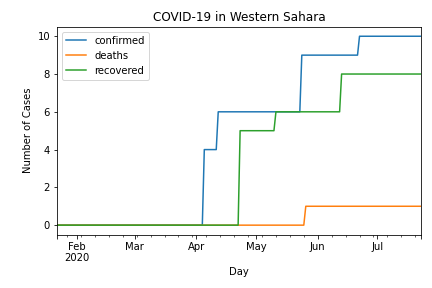 COVID-19 in Western Sahara
confirmed
deaths
recovered
Number of Cases
10
8
6
4
2
0
Feb Mar Apr May Jun Jul
2020
Day